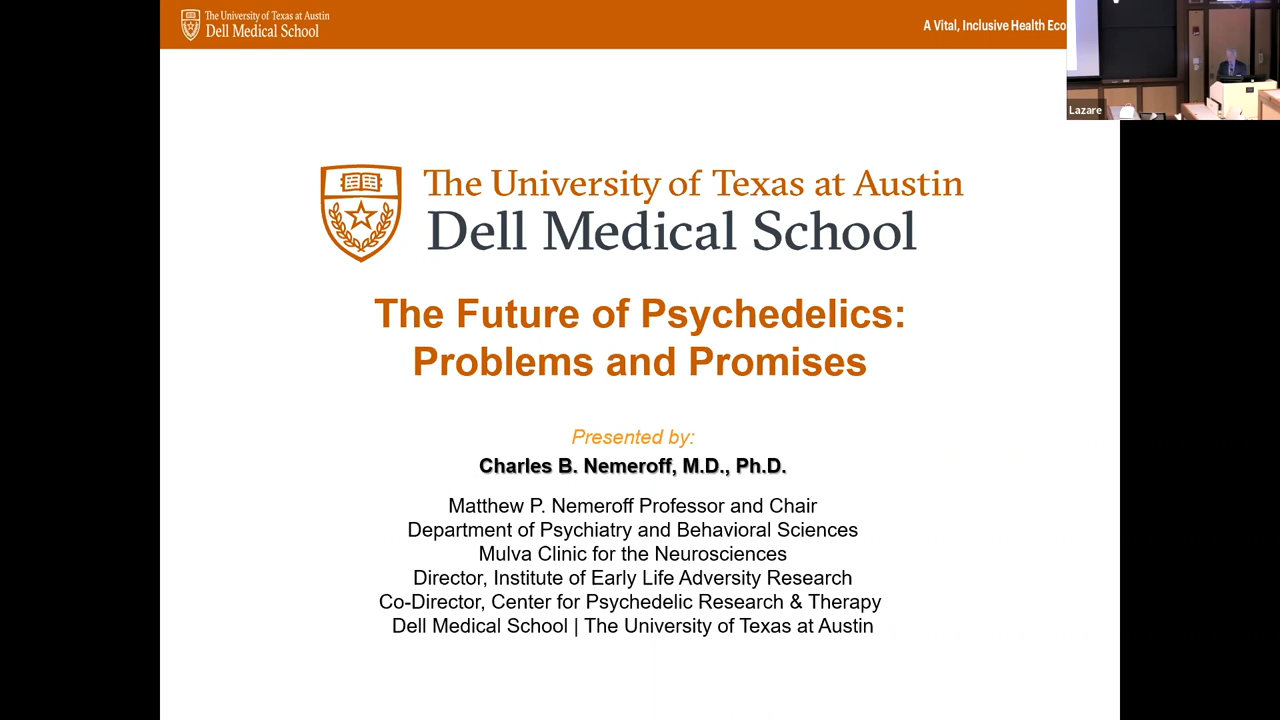 The University of Texas at Austin
Dell Medical School
A Vital, Inclusive Health Eco
Lazare
The University of Texas at Austin
Dell Medical School
The Future of Psychedelics:
Problems and Promises
Presented by:
Charles B. Nemeroff, M.D., Ph.D.
Matthew P. Nemeroff Professor and Chair
Department of Psychiatry and Behavioral Sciences
Mulva Clinic for the Neurosciences
Director, Institute of Early Life Adversity Research
Co-Director, Center for Psychedelic Research & Therapy
Dell Medical School | The University of Texas at Austin